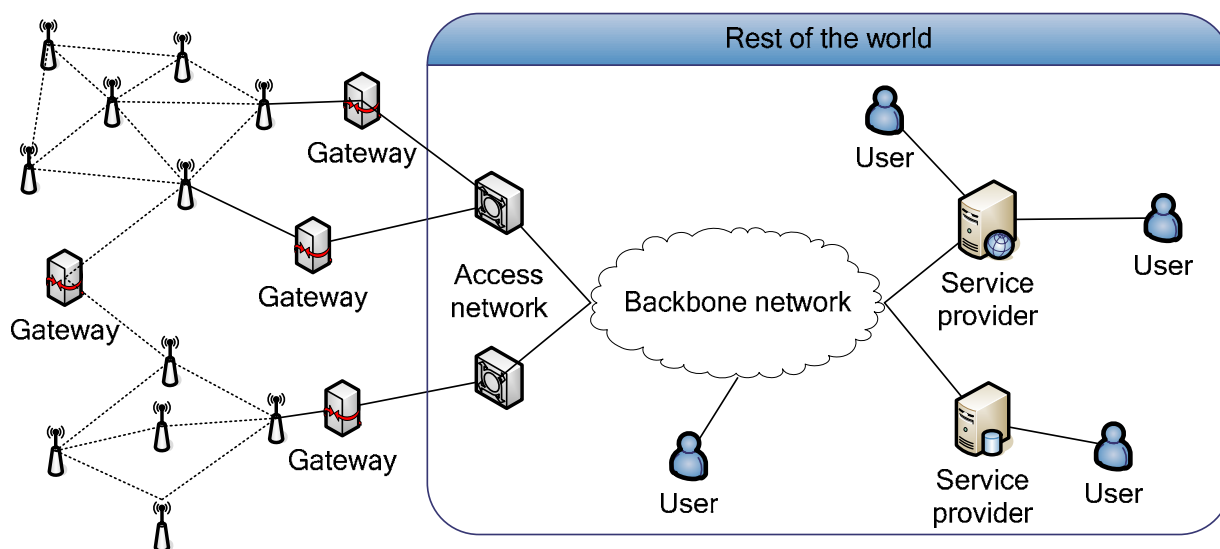 Rest of the world
Gateway
User
User
Gateway
Access
network
Service
provider
Backbone network
Gateway
Gateway
User
Service
provider
User